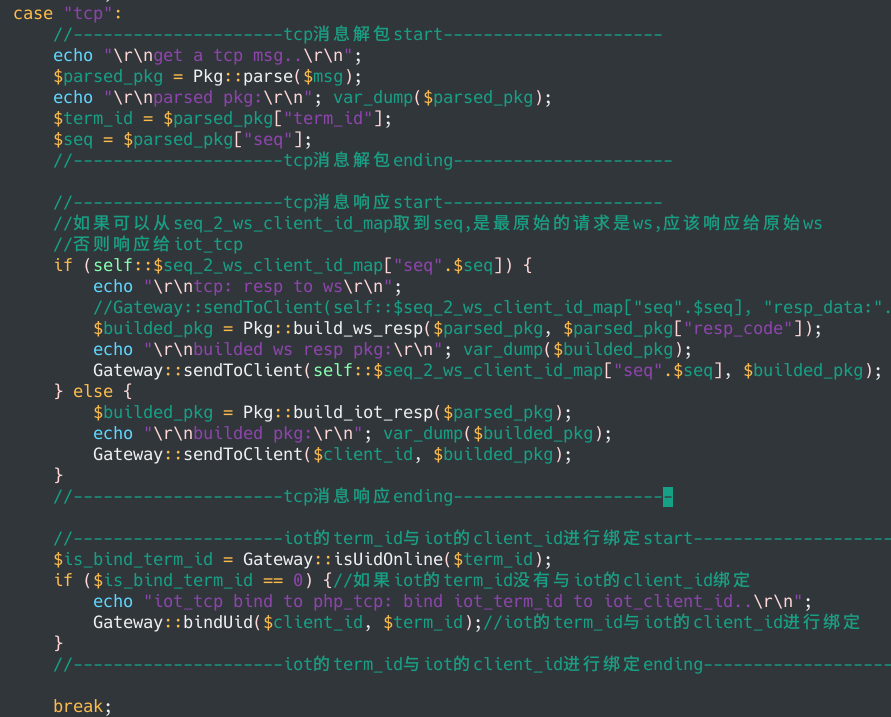 case "tcp":
//---------------------tcp消息解包start----------------------
echo "\r\nget a tcp msg..\r\n";
$parsed_pkg = Pkg::parse($msg);
echo "\r\nparsed pkg:\r\n"; var_dump($parsed_pkg);
$term_id = $parsed_pkg["term_id"];
$seq = $parsed_pkg["seq"];
//---------------------tcp消息解包ending----------------------
//---------------------tcp消息响应start----------------------
//如果可以从seq_2_ws_client_id_map取到seq,是最原始的请求是ws,应该响应给原始ws
//否则响应给iot_tcp
if (self::$seq_2_ws_client_id_map["seq".$seq]) {
echo "\r\ntcp: resp to ws\r\n";
//Gateway::sendToClient(self::$seq_2_ws_client_id_map["seq".$seq], "resp_data:".
$builded_pkg = Pkg::build_ws_resp($parsed_pkg, $parsed_pkg["resp_code"]);
echo "\r\nbuilded ws resp pkg:\r\n"; var_dump($builded_pkg);
Gateway::sendToClient(self::$seq_2_ws_client_id_map["seq".$seq], $builded_pkg);
} else {
$builded_pkg = Pkg::build_iot_resp($parsed_pkg);
echo "\r\nbuilded pkg:\r\n"; var_dump($builded_pkg);
Gateway::sendToClient($client_id, $builded_pkg);
}
//---------------------tcp消息响应ending----------------------
//---------------------iot的term_id与iot的client_id进行绑定start--------------------
$is_bind_term_id = Gateway::isUidOnline($term_id);
if ($is_bind_term_id == 0) {//如果iot的term_id没有与iot的client_id绑定
echo "iot_tcp bind to php_tcp: bind iot_term_id to iot_client_id..\r\n";
Gateway::bindUid($client_id, $term_id);//iot的term_id与iot的client_id进行绑定
}
//---------------------iot的term_id与iot的client_id进行绑定ending-------------------
break;